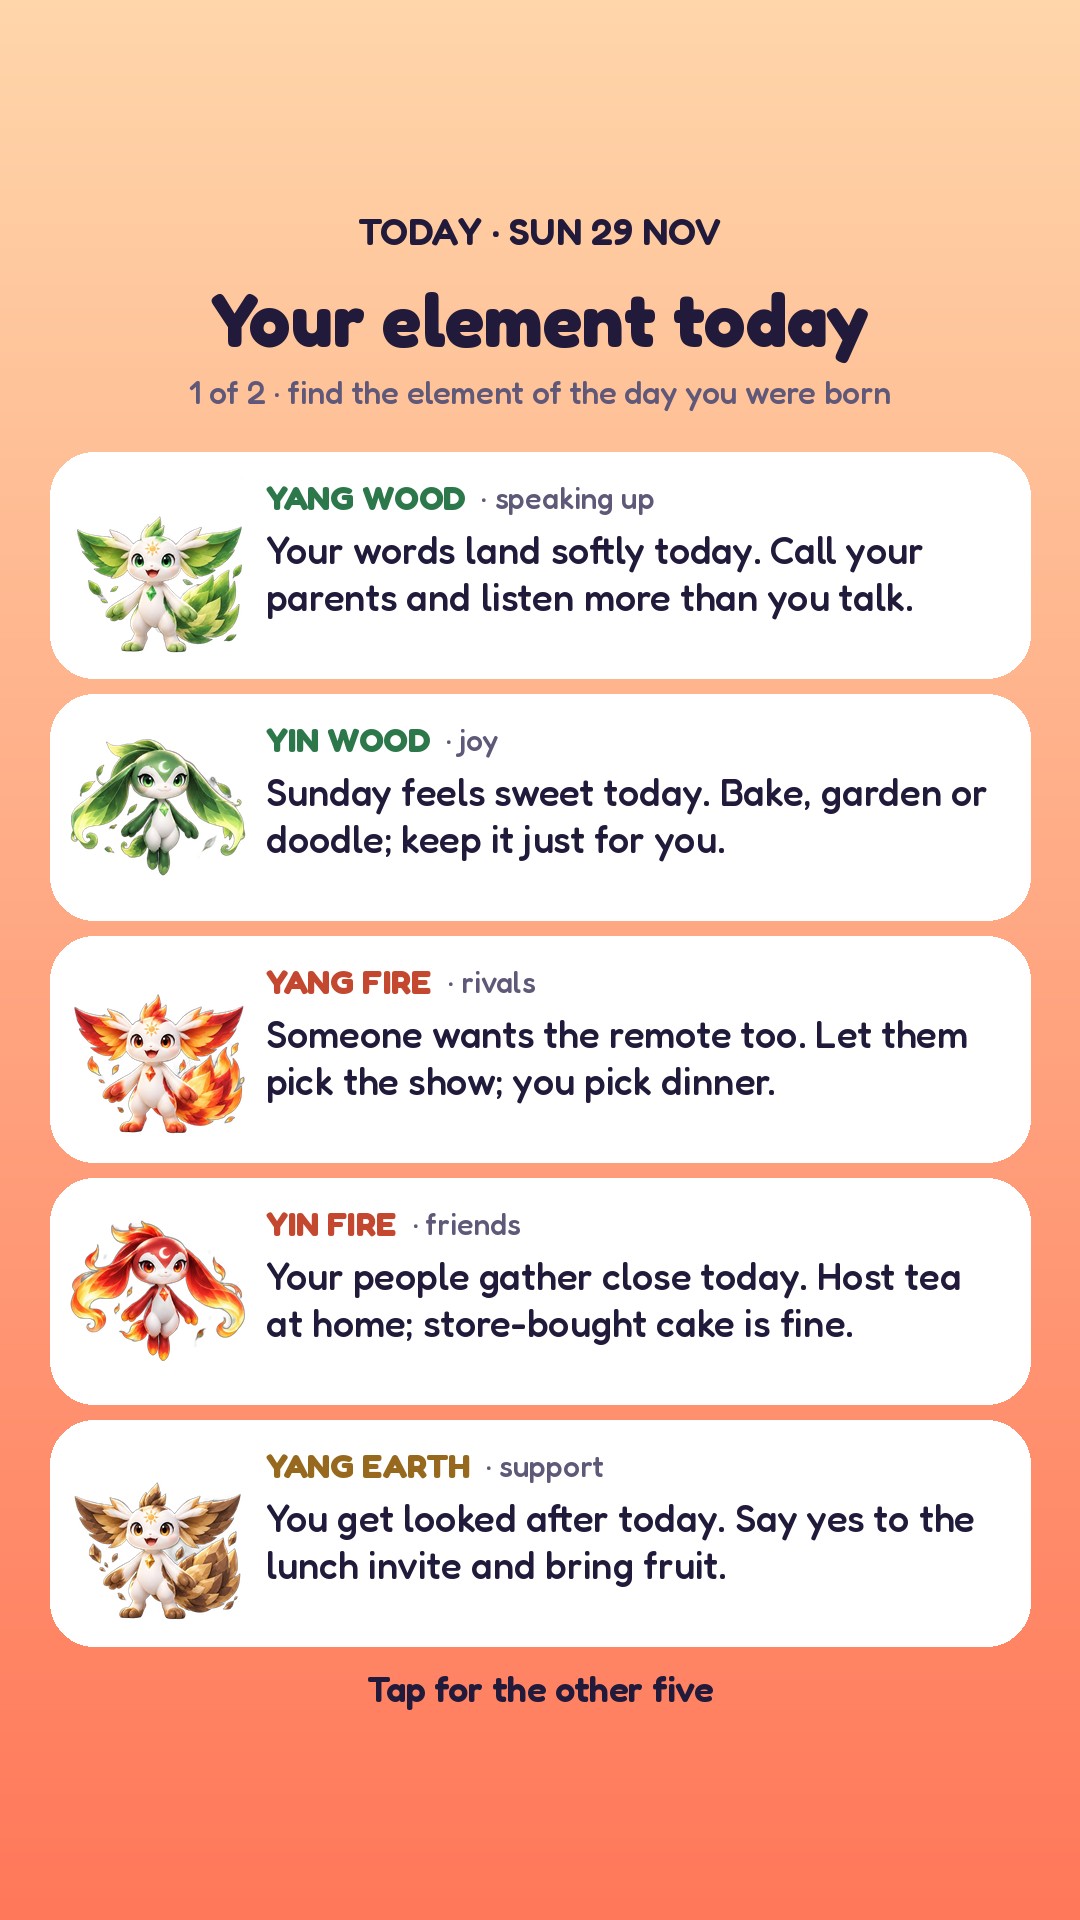 TODAY · SUN 29 NOV
Your element today
1 of 2 · find the element of the day you were born
YANG WOOD · speaking up
Your words land softly today. Call your
parents and listen more than you talk.
YIN WOOD · joy
Sunday feels sweet today. Bake, garden or
doodle; keep it just for you.
YANG FIRE · rivals
Someone wants the remote too. Let them
pick the show; you pick dinner.
YIN FIRE · friends
Your people gather close today. Host tea
at home; store-bought cake is fine.
YANG EARTH · support
You get looked after today. Say yes to the
lunch invite and bring fruit.
Tap for the other five